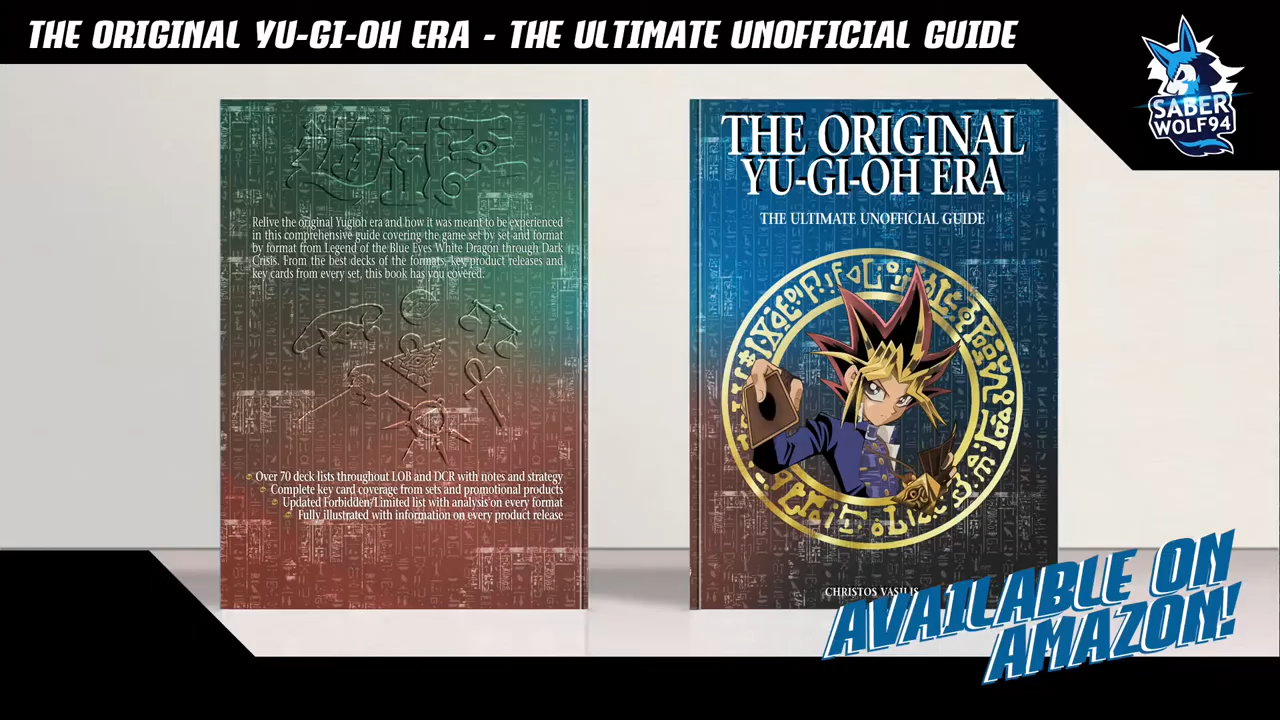 THE ORIGINAL YU-GI-OH ERA - THE ULTIMATE UNOFFICIAL GUIDE
SABER
WOLF94
Relive the original Yugioh era and how it was meant to be experienced
in this comprehensive guide covering the game set by set and format
by format from Legend of the Blue Eyes White Dragon through Dark
Crisis. From the best decks of the formats, key product releases and
key cards from every set, this book has you covered.
Over 70 deck lists throughout LOB and DCR with notes and strategy
Complete key card coverage from sets and promotional products
Updated Forbidden/Limited list with analysis on every format
Fully illustrated with information on every product release
THE ORIGINAL
YU-GI-OH ERA
THE ULTIMATE UNOFFICIAL GUIDE
CHRISTOS VASILIS
AVAILABLE ON
AMAZON!